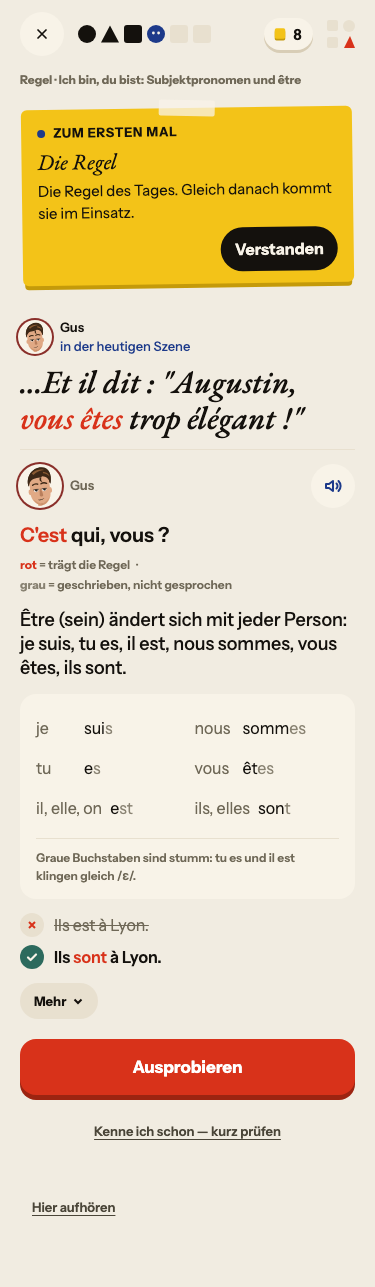 8
Regel · Ich bin, du bist: Subjektpronomen und être
ZUM ERSTEN MAL
Die Regel
Die Regel des Tages. Gleich danach kommt
sie im Einsatz.
Verstanden
Gus
in der heutigen Szene
...Et il dit : "Augustin,
vous êtes trop élégant !"
Gus
C'est qui, vous ?
rot = trägt die Regel ·
grau = geschrieben, nicht gesprochen
Être (sein) ändert sich mit jeder Person:
je suis, tu es, il est, nous sommes, vous
êtes, ils sont.
je suis nous sommes
tu es vous êtes
il, elle, on est ils, elles sont
Graue Buchstaben sind stumm: tu es und il est
klingen gleich /ɛ/.
Ils est à Lyon.
Ils sont à Lyon.
Mehr
Ausprobieren
Kenne ich schon — kurz prüfen
Hier aufhören